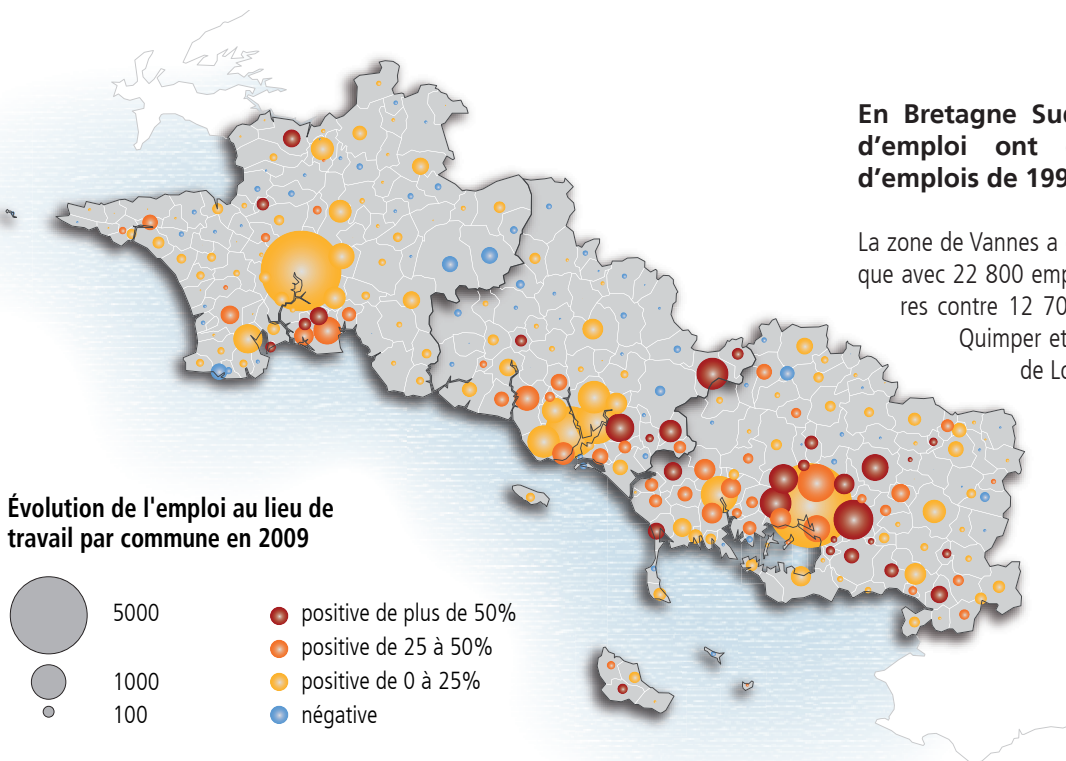 En Bretagne Sud
d'emploi ont
d'emplois de 199
La zone de Vannes a
que avec 22 800 emp
res contre 12 70
Quimper et
de Lo
Évolution de l'emploi au lieu de
travail par commune en 2009
5000
1000
100
positive de plus de 50%
positive de 25 à 50%
positive de 0 à 25%
négative